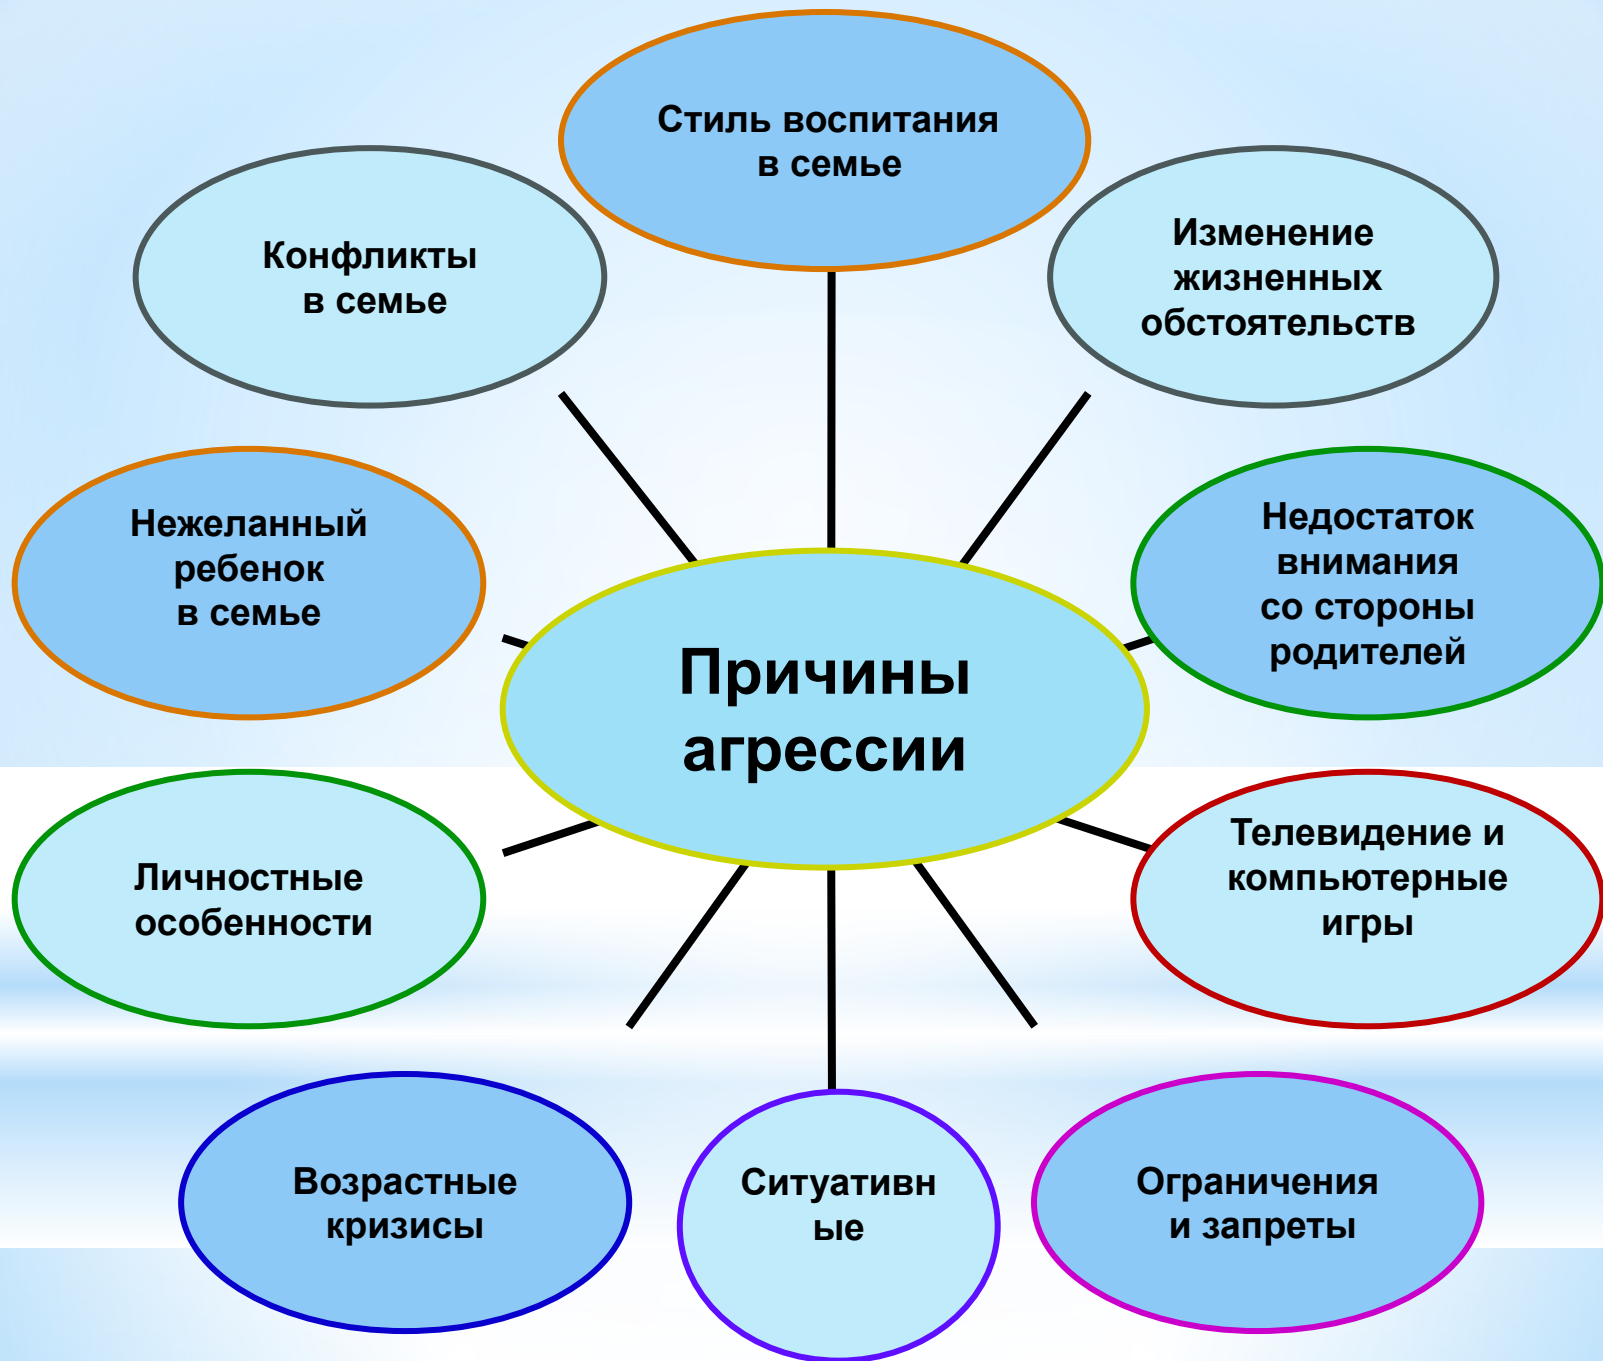 Стиль воспитания
в семье
Конфликты
в семье
Изменение
жизненных
обстоятельств
Нежеланный
ребенок
в семье
Недостаток
внимания
со стороны
родителей
Причины
агрессии
Личностные
особенности
Телевидение и
компьютерные
игры
Возрастные
кризисы
Ситуативн
ые
Ограничения
и запреты